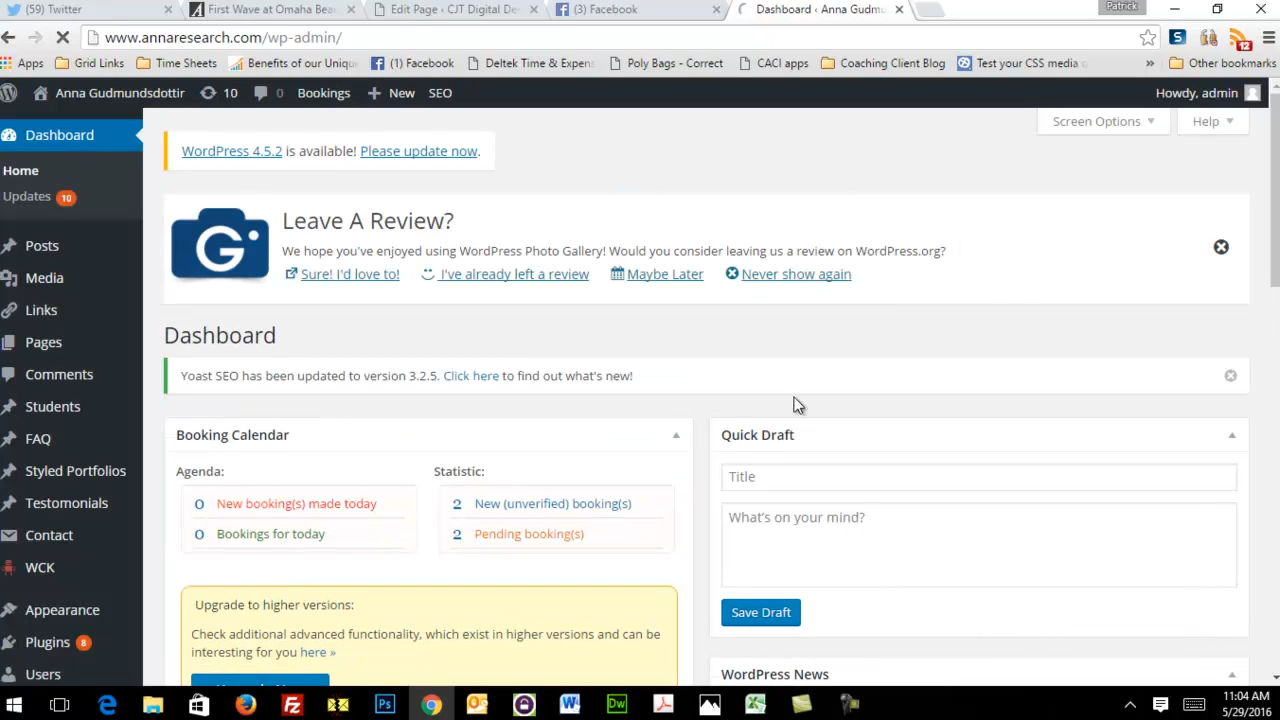 (59) Twitter
First Wave at Omaha Bea
Edit Page ‹ CJT Digital De
(3) Facebook
Dashboard ‹ Anna Gudmu
Patrick
www.annaresearch.com/wp-admin/
12
Apps
Grid Links
Time Sheets
Benefits of our Uniqu
(1) Facebook
Deltek Time & Expens
Poly Bags - Correct
CACI apps
Coaching Client Blog
Test your CSS media q
»
Other bookmarks
Anna Gudmundsdottir
10
0
Bookings
New
SEO
Howdy, admin
Dashboard
Home
Updates 10
Posts
Media
Links
Pages
Comments
Students
FAQ
Styled Portfolios
Testomonials
Contact
WCK
Appearance
Plugins 8
Users
Screen Options
Help
WordPress 4.5.2 is available! Please update now.
G
Leave A Review?
We hope you've enjoyed using WordPress Photo Gallery! Would you consider leaving us a review on WordPress.org?
Sure! I'd love to!
I've already left a review
Maybe Later
Never show again
Dashboard
Yoast SEO has been updated to version 3.2.5. Click here to find out what's new!
Booking Calendar
Agenda:
0 New booking(s) made today
0 Bookings for today
Statistic:
2 New (unverified) booking(s)
2 Pending booking(s)
Upgrade to higher versions:
Check additional advanced functionality, which exist in higher versions and can be
interesting for you here »
Quick Draft
Title
What's on your mind?
Save Draft
WordPress News
11:04 AM
5/29/2016